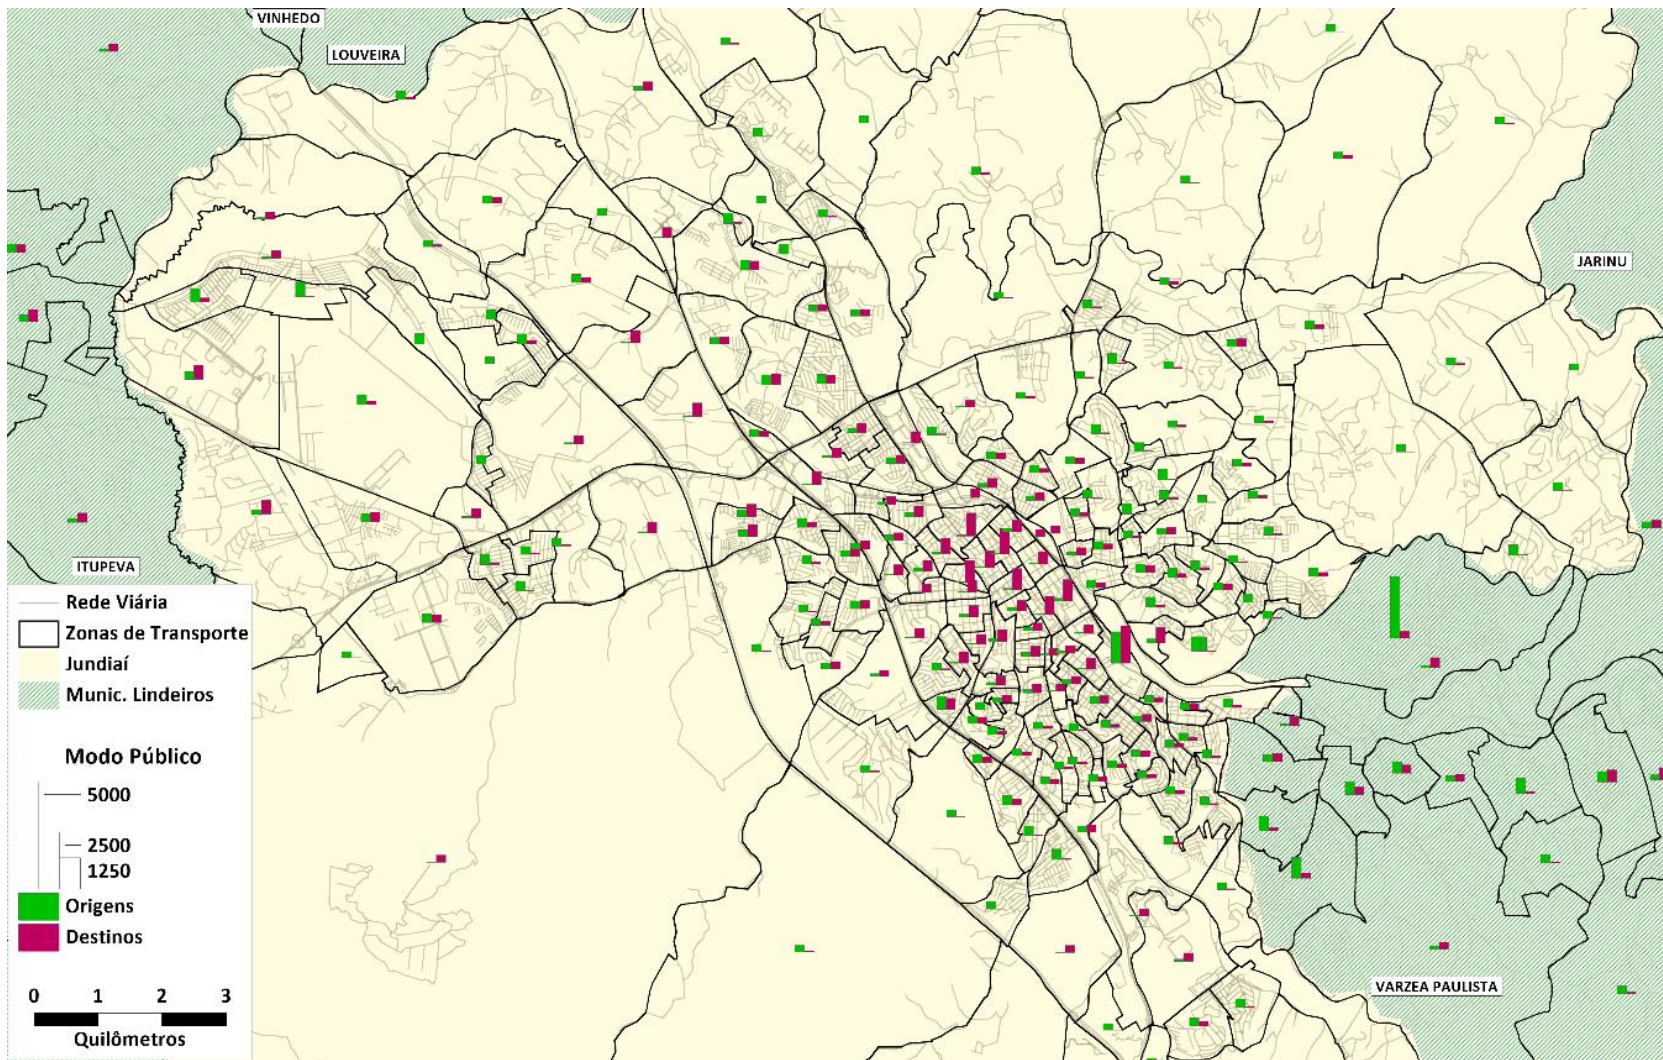 VINHEDO
LOUVEIRA
JARINU
ITUPEVA
Rede Viária
Zonas de Transporte
Jundiaí
Munic. Lindeiros
Modo Público
5000
2500
1250
Origens
Destinos
0 1 2 3
Quilômetros
VARZEA PAULISTA